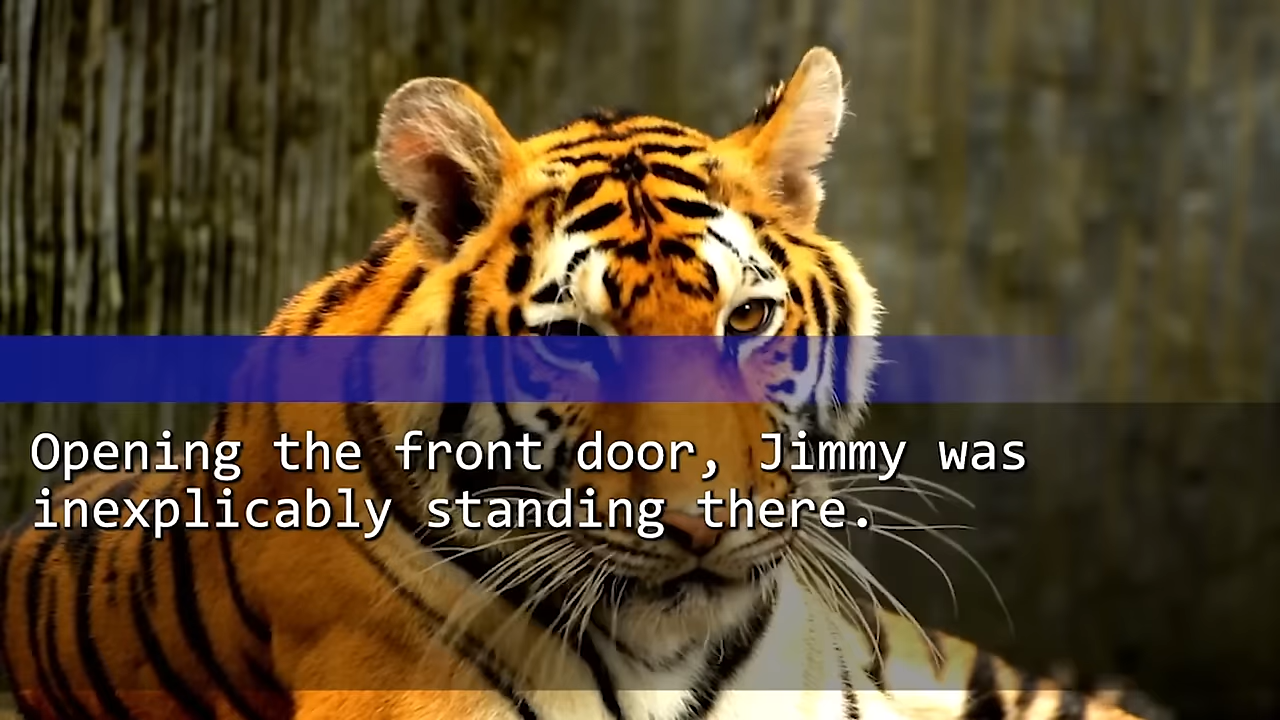 Opening the front door, Jimmy was
inexplicably standing there.